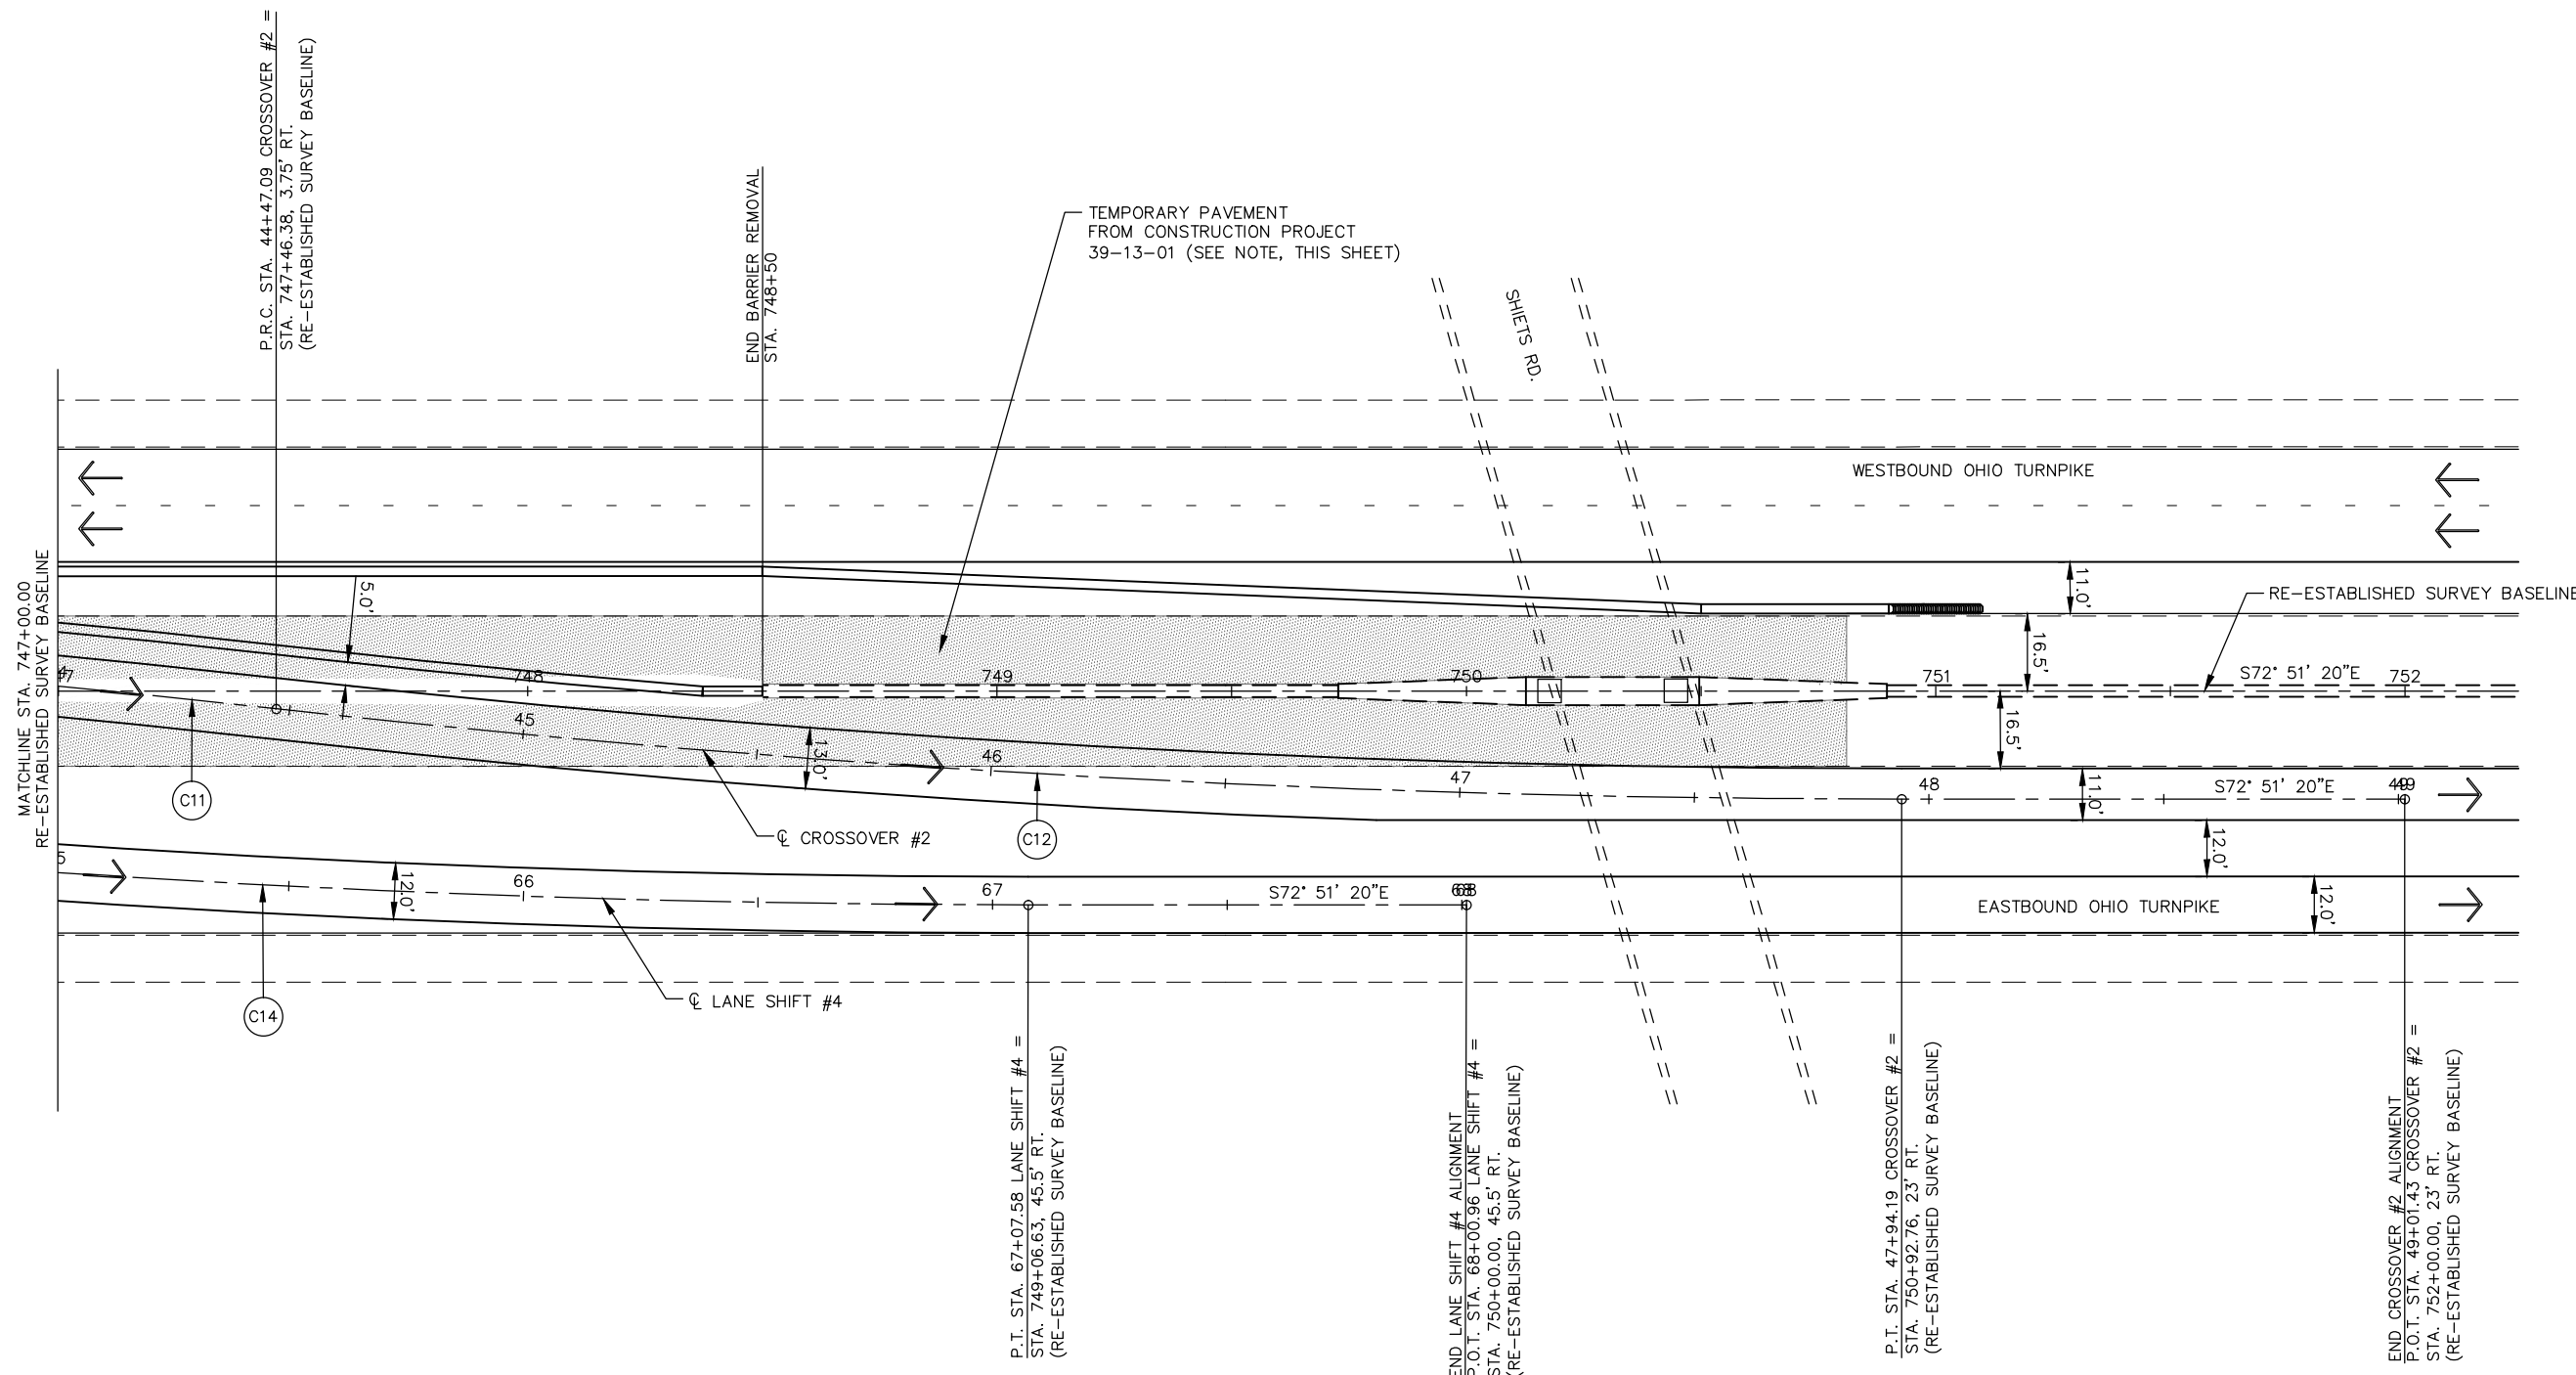 P.R.C. STA. 44+47.09 CROSSOVER #2 =
STA. 747+46.38, 3.75' RT.
(RE-ESTABLISHED SURVEY BASELINE)
END BARRIER REMOVAL
STA. 748+50
TEMPORARY PAVEMENT
FROM CONSTRUCTION PROJECT
39-13-01 (SEE NOTE, THIS SHEET)
SHIETS RD.
WESTBOUND OHIO TURNPIKE
MATCHLINE STA. 747+00.00
RE-ESTABLISHED SURVEY BASELINE
5.0'
11.0'
RE-ESTABLISHED SURVEY BASELINE
16.5'
748
749
750
751
S72° 51' 20"E
752
45
13.0'
46
47
16.5'
48
S72° 51' 20"E
49
11.0'
C11
℄ CROSSOVER #2
C12
12.0'
12.0'
66
67
S72° 51' 20"E
68
EASTBOUND OHIO TURNPIKE
12.0'
C14
℄ LANE SHIFT #4
P.T. STA. 67+07.58 LANE SHIFT #4 =
STA. 749+06.63, 45.5' RT.
(RE-ESTABLISHED SURVEY BASELINE)
END LANE SHIFT #4 ALIGNMENT
P.O.T. STA. 68+00.96 LANE SHIFT #4 =
STA. 750+00.00, 45.5' RT.
(RE-ESTABLISHED SURVEY BASELINE)
P.T. STA. 47+94.19 CROSSOVER #2 =
STA. 750+92.76, 23' RT.
(RE-ESTABLISHED SURVEY BASELINE)
END CROSSOVER #2 ALIGNMENT
P.O.T. STA. 49+01.43 CROSSOVER #2 =
STA. 752+00.00, 23' RT.
(RE-ESTABLISHED SURVEY BASELINE)